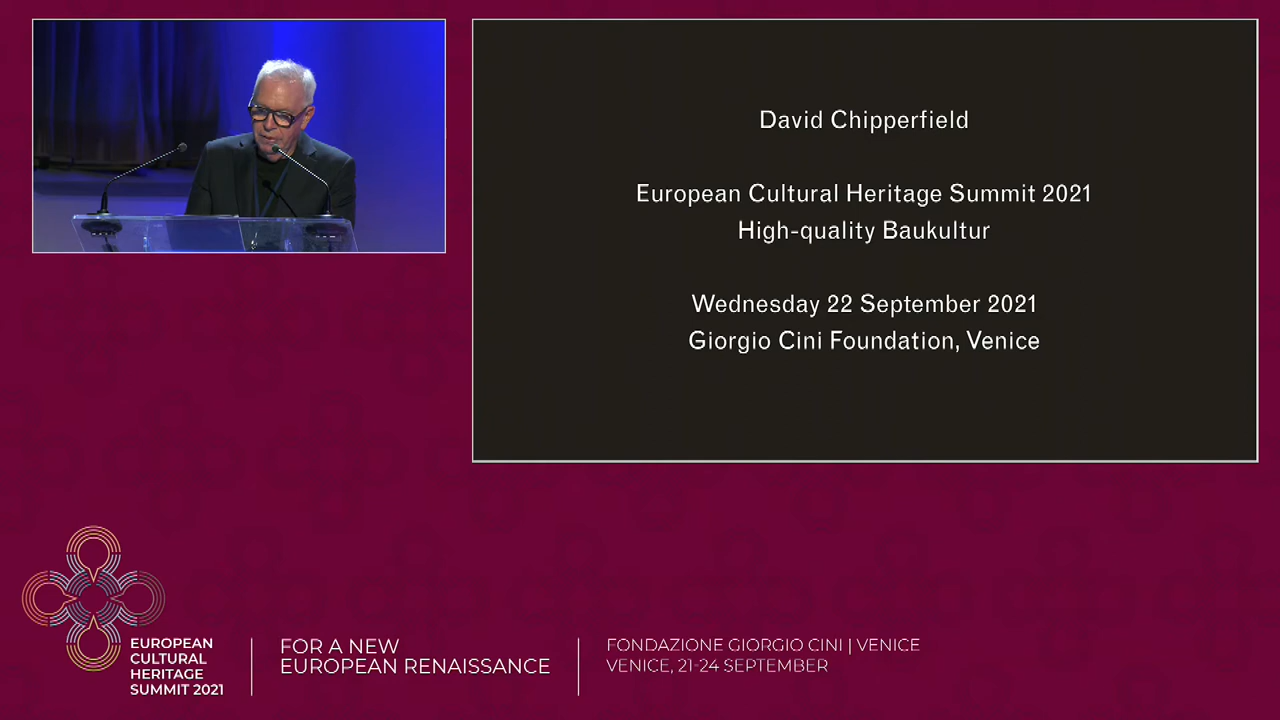 David Chipperfield
European Cultural Heritage Summit 2021
High-quality Baukultur
Wednesday 22 September 2021
Giorgio Cini Foundation, Venice
EUROPEAN
CULTURAL
HERITAGE
SUMMIT 2021
FOR A NEW
EUROPEAN RENAISSANCE
FONDAZIONE GIORGIO CINI | VENICE
VENICE, 21-24 SEPTEMBER